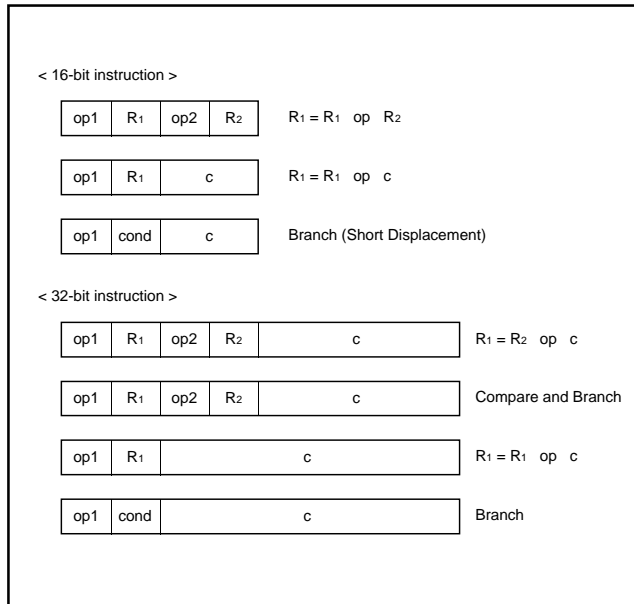 < 16-bit instruction >
op1 R1 op2 R2 R1 = R1 op R2
op1 R1 c R1 = R1 op c
op1 cond c Branch (Short Displacement)
< 32-bit instruction >
op1 R1 op2 R2 c R1 = R2 op c
op1 R1 op2 R2 c Compare and Branch
op1 R1 c R1 = R1 op c
op1 cond c Branch